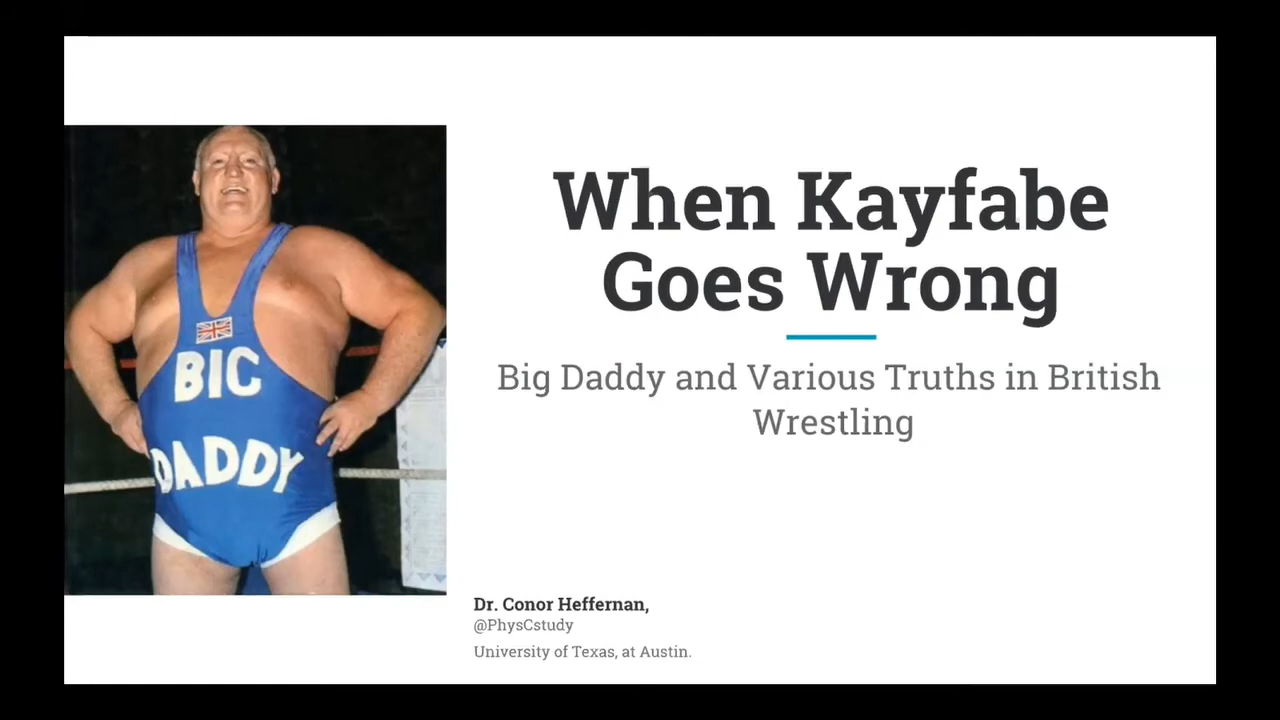 BIG
DADDY
When Kayfabe
Goes Wrong
Big Daddy and Various Truths in British
Wrestling
Dr. Conor Heffernan,
@PhysCstudy
University of Texas, at Austin.